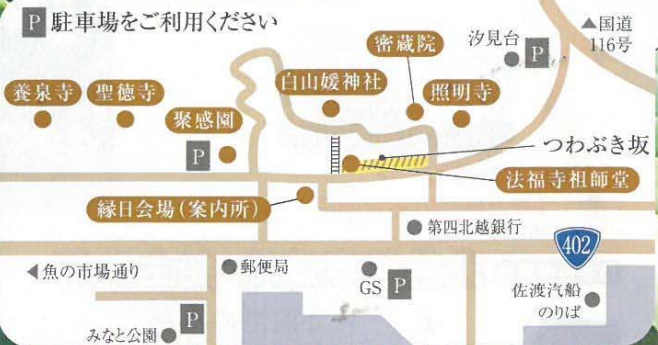 P 駐車場をご利用ください
▲国道
116号
汐見台
P
密蔵院
白山媛神社
照明寺
養泉寺
聖徳寺
聚感園
P
つわぶき坂
法福寺祖師堂
縁日会場(案内所)
第四北越銀行
402
◀魚の市場通り
郵便局
GS P
佐渡汽船
のりば
みなと公園
P